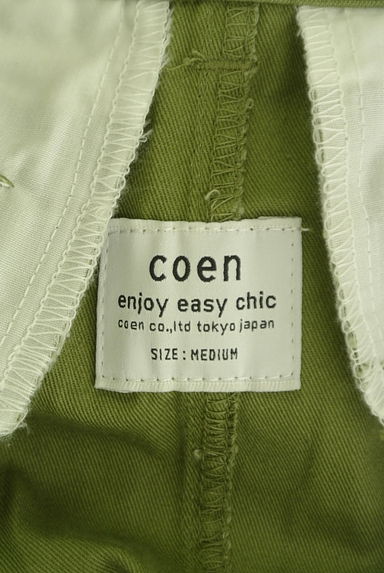 coen
enjoy easy chic
coen co.,ltd tokyo japan
SIZE : MEDIUM